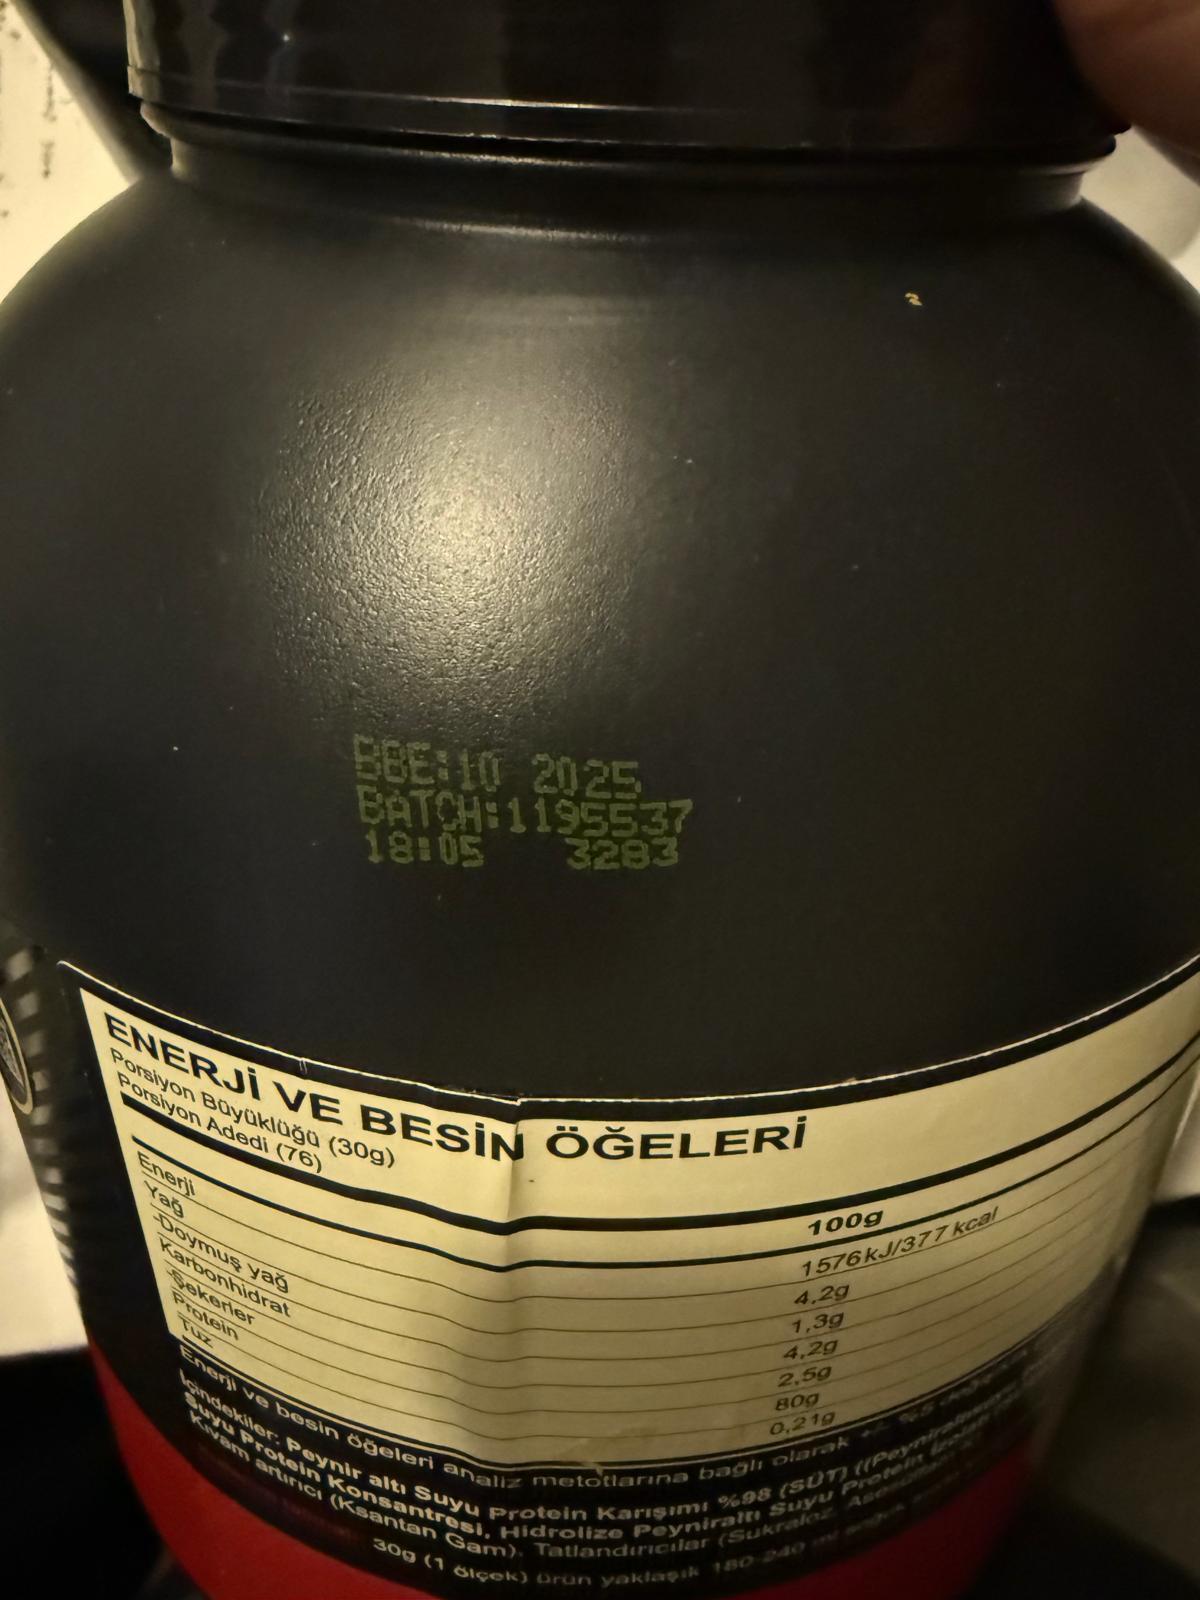 BBE:10 2025
BATCH:1195537
18:05 3283
ENERJİ VE BESİN ÖĞELERİ
Porsiyon Büyüklüğü (30g)
Porsiyon Adedi (76)
100g
Enerji 1576kJ/377 kcal
Yağ 4,2g
-Doymuş yağ 1,3g
Karbonhidrat 4,2g
-Şekerler 2,5g
Protein 80g
Tuz 0,21g
Enerji ve besin öğeleri analiz metotlarına bağlı olarak +/- %5
İçindekiler: Peynir altı Suyu Protein Karışımı %98 (SÜT) ((Peyniraltı
Suyu Protein Konsantresi, Hidrolize Peyniraltı Suyu Protein
Kıvam artırıcı (Ksantan Gam), Tatlandırıcılar (Sukraloz,
30g (1 ölçek) ürün yaklaşık 180-240 ml